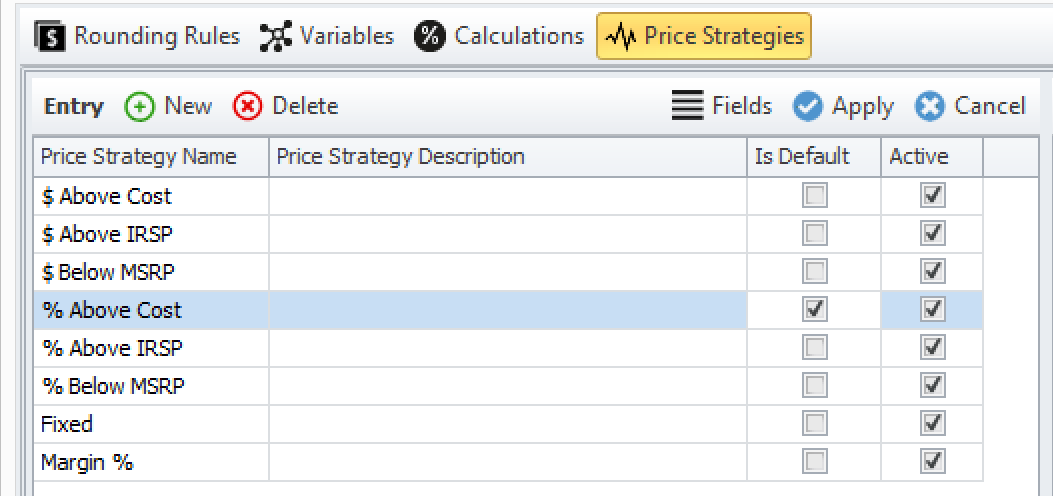 Rounding Rules Variables Calculations Price Strategies
Entry New Delete Fields Apply Cancel
Price Strategy Name Price Strategy Description Is Default Active
$ Above Cost
$ Above IRSP
$ Below MSRP
% Above Cost
% Above IRSP
% Below MSRP
Fixed
Margin %